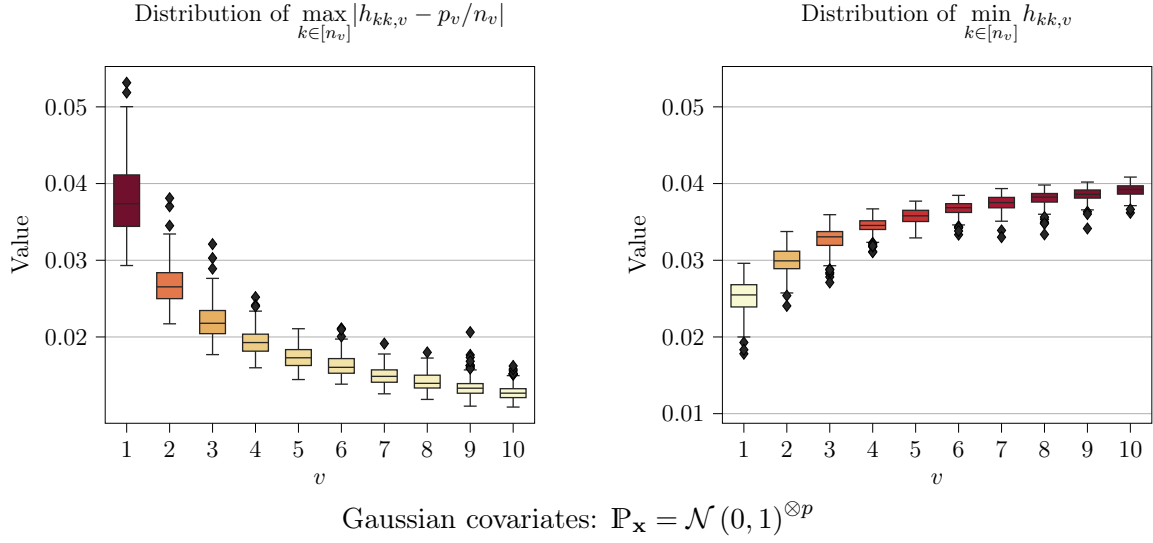 Distribution of max |h_{kk,v} − p_v/n_v|
k∈[n_v]
Distribution of min h_{kk,v}
k∈[n_v]
0.05
0.04
0.03
0.02
Value
1 2 3 4 5 6 7 8 9 10
v
0.05
0.04
0.03
0.02
0.01
Value
1 2 3 4 5 6 7 8 9 10
v
Gaussian covariates: ℙ_𝐱 = 𝒩 (0, 1)^{⊗p}